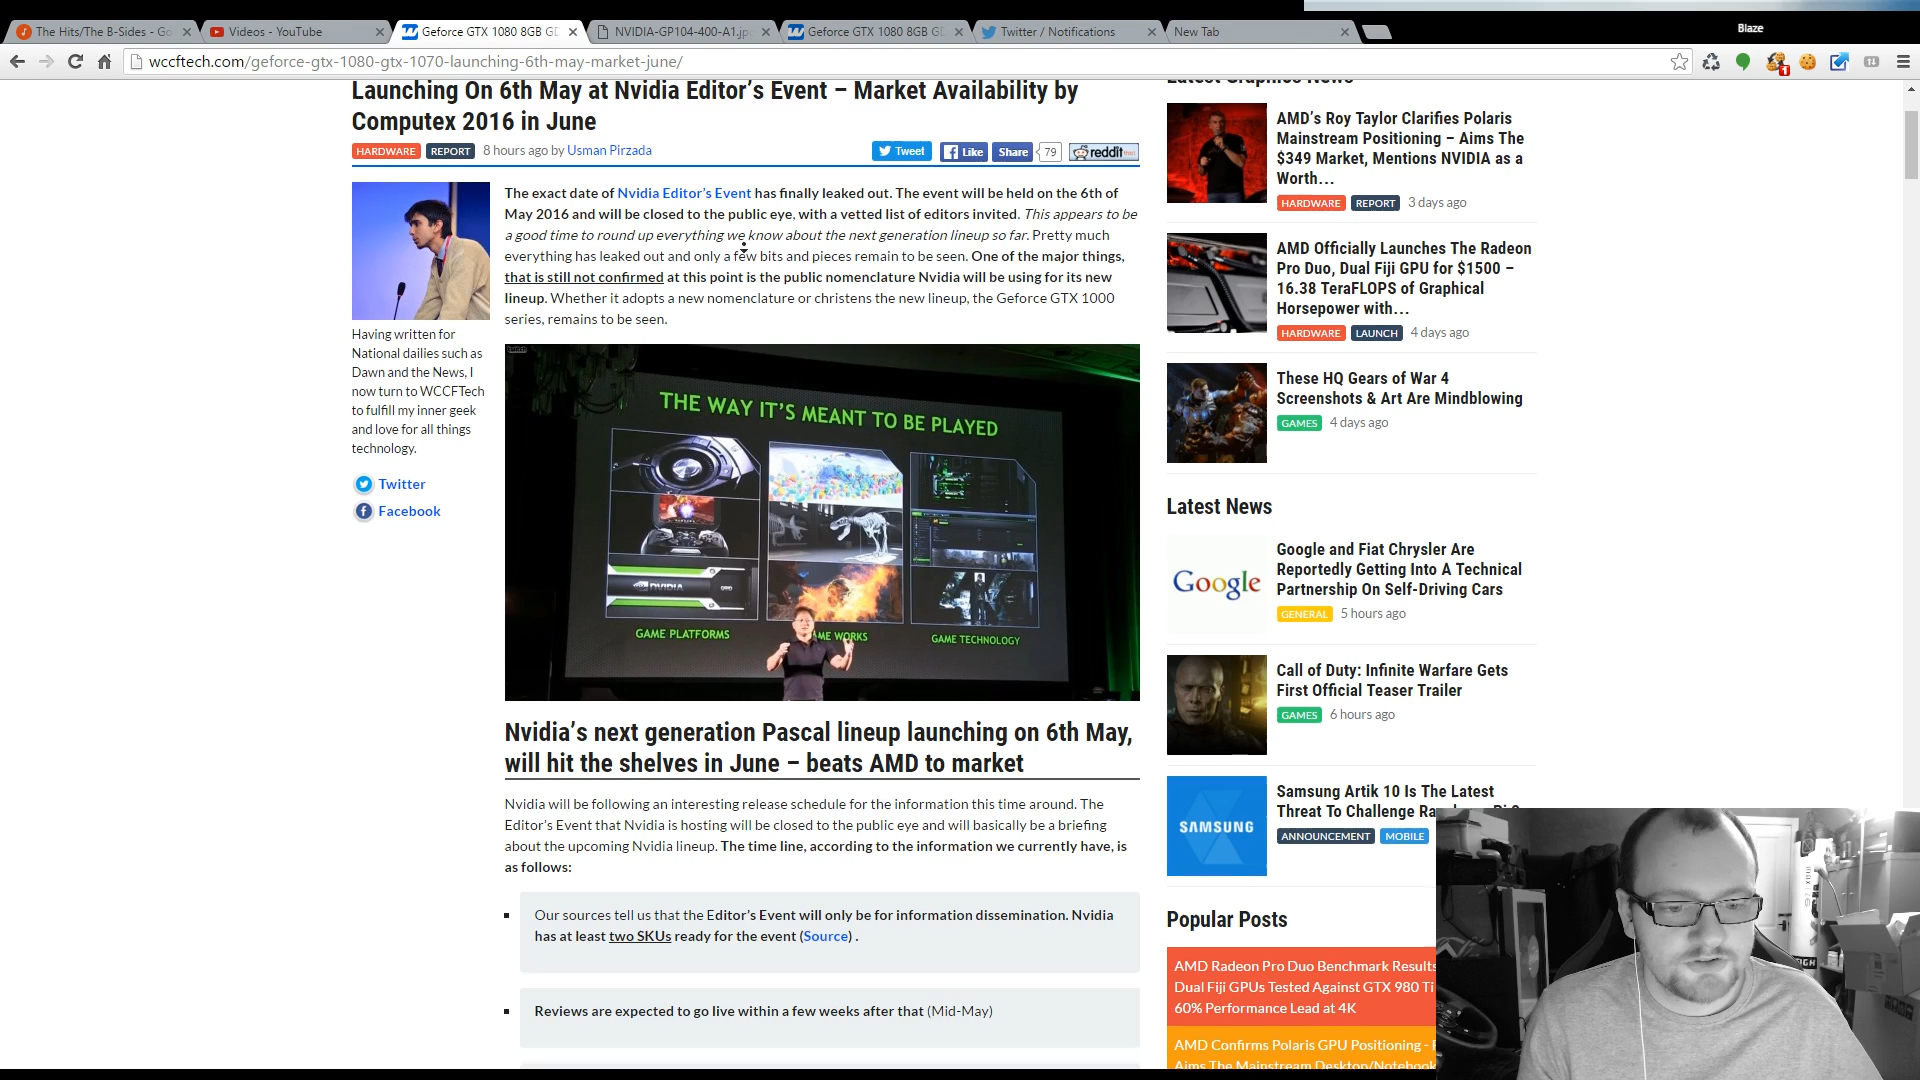 The Hits/The B-Sides - Go
Videos - YouTube
Geforce GTX 1080 8GB GD
NVIDIA-GP104-400-A1.jp
Geforce GTX 1080 8GB GD
Twitter / Notifications
New Tab
Blaze
wccftech.com/geforce-gtx-1080-gtx-1070-launching-6th-may-market-june/
1
Launching On 6th May at Nvidia Editor's Event – Market Availability by
Computex 2016 in June
HARDWARE REPORT 8 hours ago by Usman Pirzada
Tweet Like Share 79 reddit this!
The exact date of Nvidia Editor's Event has finally leaked out. The event will be held on the 6th of
May 2016 and will be closed to the public eye, with a vetted list of editors invited. This appears to be
a good time to round up everything we know about the next generation lineup so far. Pretty much
everything has leaked out and only a few bits and pieces remain to be seen. One of the major things,
that is still not confirmed at this point is the public nomenclature Nvidia will be using for its new
lineup. Whether it adopts a new nomenclature or christens the new lineup, the Geforce GTX 1000
series, remains to be seen.
Having written for
National dailies such as
Dawn and the News, I
now turn to WCCFTech
to fulfill my inner geek
and love for all things
technology.
Twitter
Facebook
twitch
THE WAY IT'S MEANT TO BE PLAYED
NVIDIA
GAME PLATFORMS
AME WORKS
GAME TECHNOLOGY
Nvidia's next generation Pascal lineup launching on 6th May,
will hit the shelves in June – beats AMD to market
Nvidia will be following an interesting release schedule for the information this time around. The
Editor's Event that Nvidia is hosting will be closed to the public eye and will basically be a briefing
about the upcoming Nvidia lineup. The time line, according to the information we currently have, is
as follows:
Our sources tell us that the Editor's Event will only be for information dissemination. Nvidia
has at least two SKUs ready for the event (Source) .
Reviews are expected to go live within a few weeks after that (Mid-May)
Latest Graphics News
AMD's Roy Taylor Clarifies Polaris
Mainstream Positioning – Aims The
$349 Market, Mentions NVIDIA as a
Worth…
HARDWARE REPORT 3 days ago
AMD Officially Launches The Radeon
Pro Duo, Dual Fiji GPU for $1500 –
16.38 TeraFLOPS of Graphical
Horsepower with…
HARDWARE LAUNCH 4 days ago
These HQ Gears of War 4
Screenshots & Art Are Mindblowing
GAMES 4 days ago
Latest News
Google
Google and Fiat Chrysler Are
Reportedly Getting Into A Technical
Partnership On Self-Driving Cars
GENERAL 5 hours ago
Call of Duty: Infinite Warfare Gets
First Official Teaser Trailer
GAMES 6 hours ago
SAMSUNG
Samsung Artik 10 Is The Latest
Threat To Challenge
ANNOUNCEMENT MOBILE
Popular Posts
AMD Radeon Pro Duo Benchmark Results
Dual Fiji GPUs Tested Against GTX 980 Ti
60% Performance Lead at 4K
AMD Confirms Polaris GPU Positioning -
Aims The Mainstream Desktop/Notebook